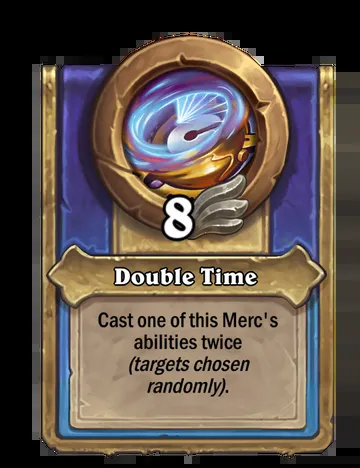 8
Double Time
Cast one of this Merc's
abilities twice
(targets chosen
randomly).